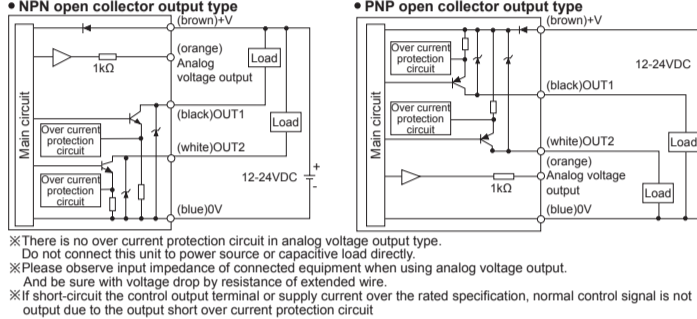 • NPN open collector output type
(brown)+V
(orange)
Analog
voltage output
1kΩ
Load
(black)OUT1
Load
Main circuit
Over current
protection
circuit
(white)OUT2
12-24VDC
+
-
Over current
protection
circuit
(blue)0V
• PNP open collector output type
(brown)+V
Over current
protection
circuit
12-24VDC
(black)OUT1
Main circuit
Over current
protection
circuit
(white)OUT2
Load
(orange)
Analog voltage
output
1kΩ
Load
(blue)0V
※There is no over current protection circuit in analog voltage output type.
Do not connect this unit to power source or capacitive load directly.
※Please observe input impedance of connected equipment when using analog voltage output.
And be sure with voltage drop by resistance of extended wire.
※If short-circuit the control output terminal or supply current over the rated specification, normal control signal is not
output due to the output short over current protection circuit